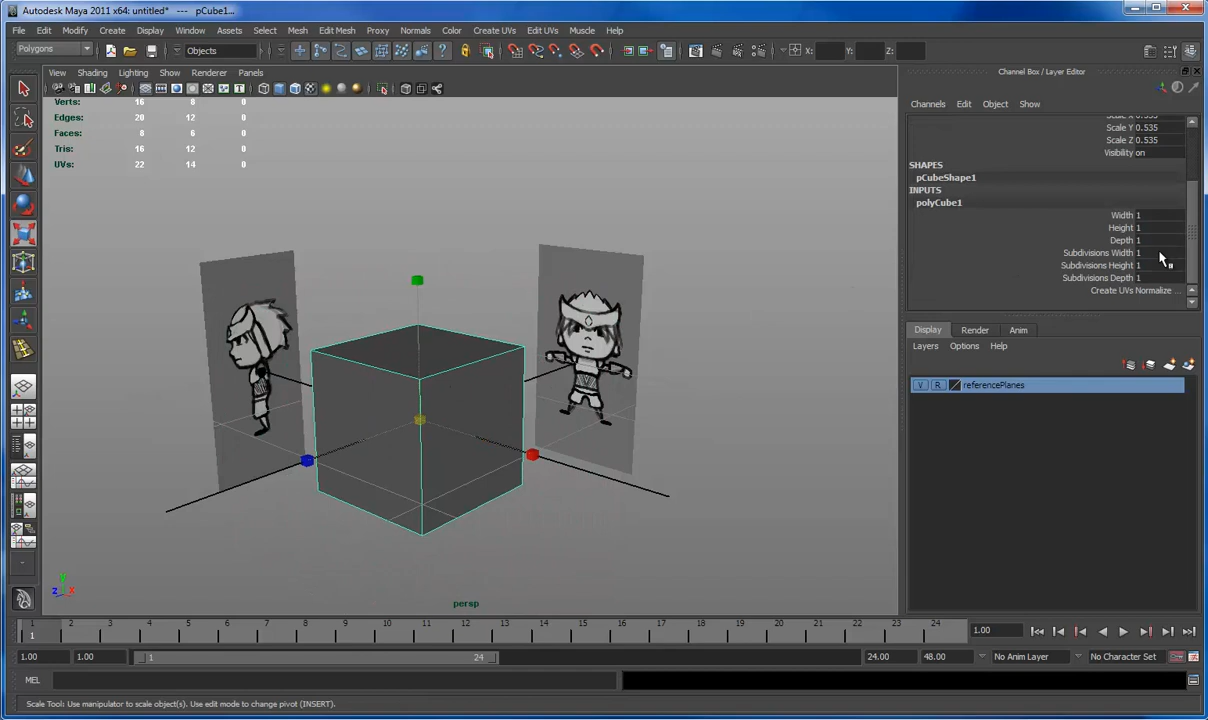 Autodesk Maya 2011 x64: untitled* --- pCube1...
File Edit Modify Create Display Window Assets Select Mesh Edit Mesh Proxy Normals Color Create UVs Edit UVs Muscle Help
Polygons Objects X: Y: Z:
View Shading Lighting Show Renderer Panels
Verts: 16 8 0
Edges: 20 12 0
Faces: 8 6 0
Tris: 16 12 0
UVs: 22 14 0
y
z x
persp
Channel Box / Layer Editor
Channels Edit Object Show
Scale X 0.535
Scale Y 0.535
Scale Z 0.535
Visibility on
SHAPES
pCubeShape1
INPUTS
polyCube1
Width 1
Height 1
Depth 1
Subdivisions Width 1
Subdivisions Height 1
Subdivisions Depth 1
Create UVs Normalize ...
Display Render Anim
Layers Options Help
V R referencePlanes
1 2 3 4 5 6 7 8 9 10 11 12 13 14 15 16 17 18 19 20 21 22 23 24
1
1.00
1.00 1.00 1 24 24.00 48.00 No Anim Layer No Character Set
MEL
Scale Tool: Use manipulator to scale object(s). Use edit mode to change pivot (INSERT).